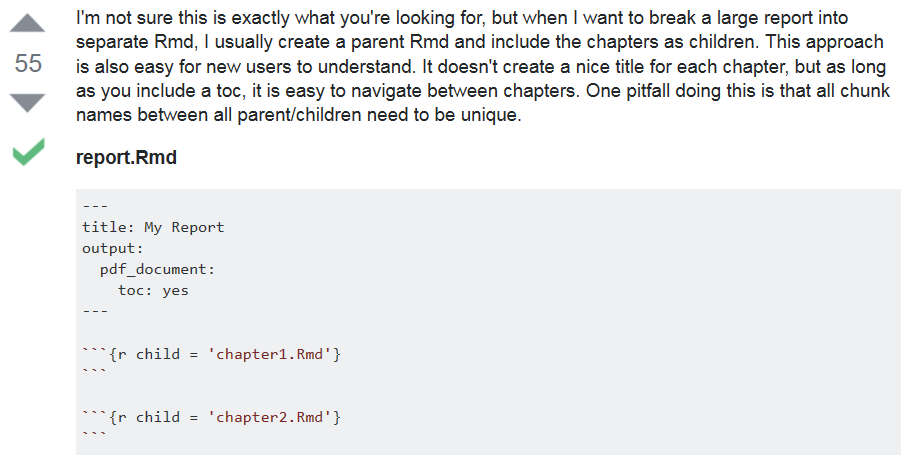 I'm not sure this is exactly what you're looking for, but when I want to break a large report into
55
separate Rmd, I usually create a parent Rmd and include the chapters as children. This approach
is also easy for new users to understand. It doesn't create a nice title for each chapter, but as long
as you include a toc, it is easy to navigate between chapters. One pitfall doing this is that all chunk
names between all parent/children need to be unique.
report.Rmd
---
title: My Report
output:
  pdf_document:
    toc: yes
---
```{r child = 'chapter1.Rmd'}
```
```{r child = 'chapter2.Rmd'}
```